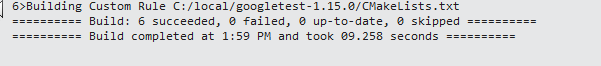 6>Building Custom Rule C:/local/googletest-1.15.0/CMakeLists.txt
========== Build: 6 succeeded, 0 failed, 0 up-to-date, 0 skipped ==========
========== Build completed at 1:59 PM and took 09.258 seconds ==========